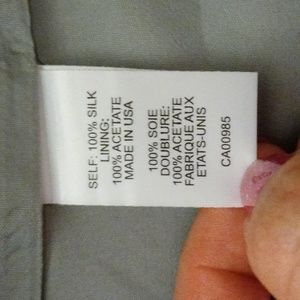 SELF: 100% SILK
LINING:
100% ACETATE
MADE IN USA
100% SOIE
DOUBLURE:
100% ACETATE
FABRIQUE AUX
ETATS-UNIS
CA00985